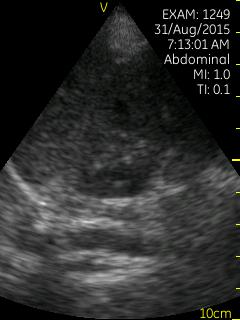 V
EXAM: 1249
31/Aug/2015
7:13:01 AM
Abdominal
MI: 1.0
TI: 0.1
10cm